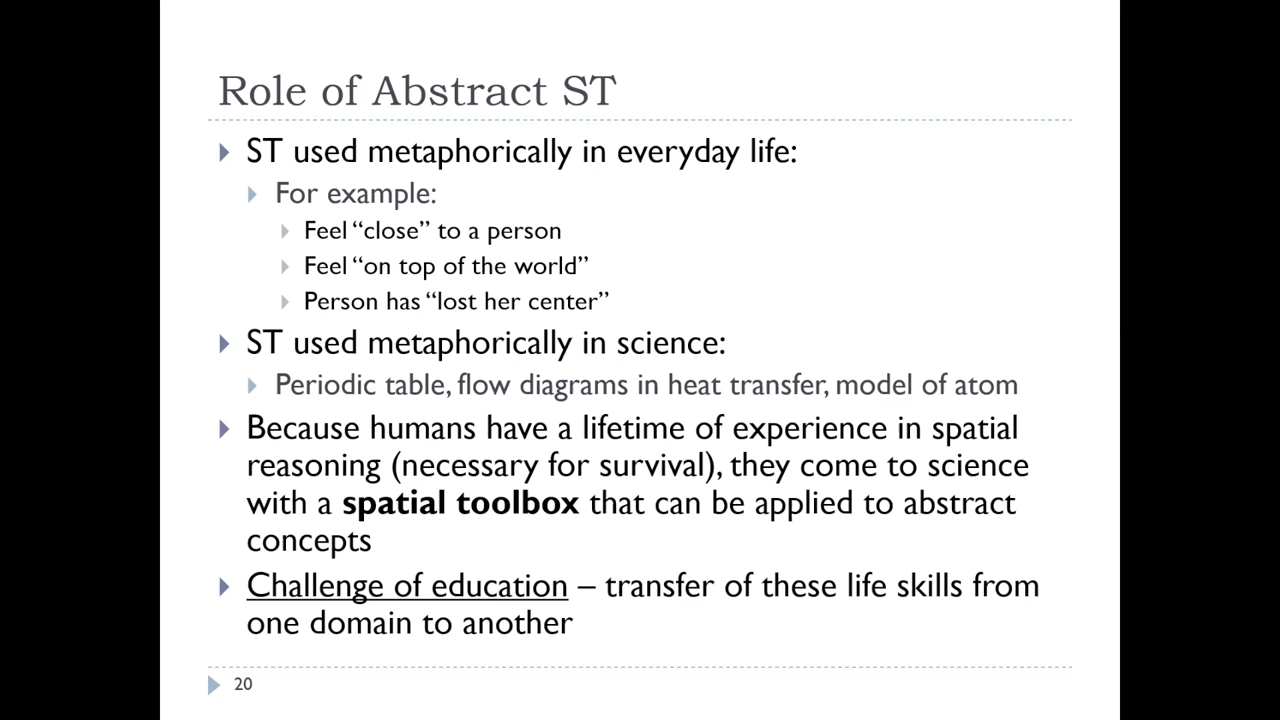 Role of Abstract ST
ST used metaphorically in everyday life:
For example:
Feel “close” to a person
Feel “on top of the world”
Person has “lost her center”
ST used metaphorically in science:
Periodic table, flow diagrams in heat transfer, model of atom
Because humans have a lifetime of experience in spatial
reasoning (necessary for survival), they come to science
with a spatial toolbox that can be applied to abstract
concepts
Challenge of education – transfer of these life skills from
one domain to another
20